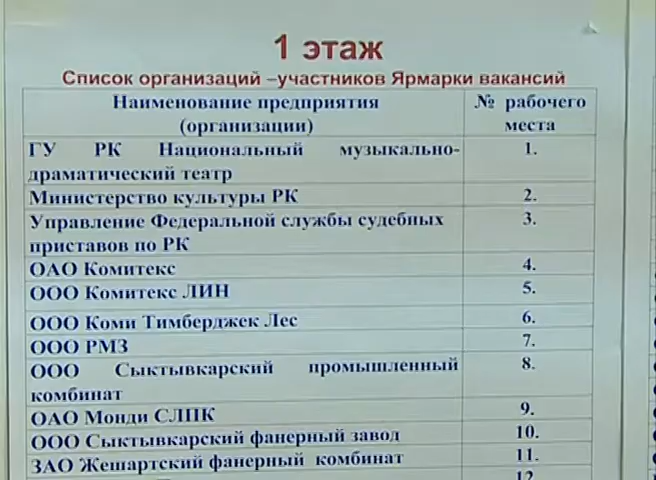 1 этаж
Список организаций –участников Ярмарки вакансий
Наименование предприятия № рабочего
(организации) места
ГУ РК Национальный музыкально- 1.
драматический театр
Министерство культуры РК 2.
Управление Федеральной службы судебных 3.
приставов по РК
ОАО Комитекс 4.
ООО Комитекс ЛИН 5.
ООО Коми Тимберджек Лес 6.
ООО РМЗ 7.
ООО Сыктывкарский промышленный 8.
комбинат
ОАО Монди СЛПК 9.
ООО Сыктывкарский фанерный завод 10.
ЗАО Жешартский фанерный комбинат 11.
12.